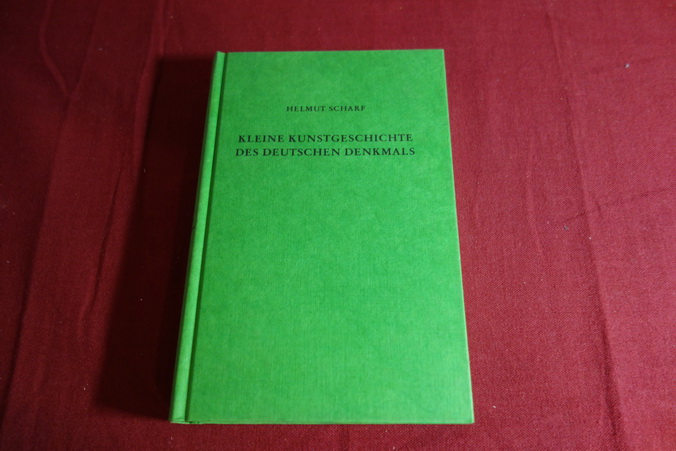 HELMUT SCHARF
KLEINE KUNSTGESCHICHTE
DES DEUTSCHEN DENKMALS